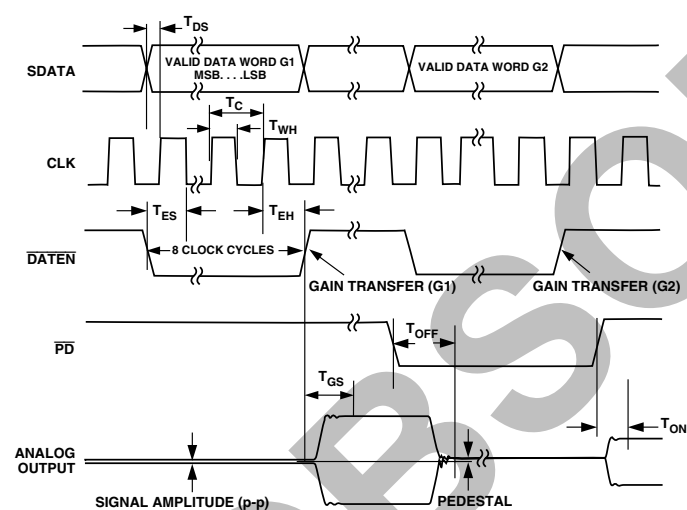 T_DS
SDATA
VALID DATA WORD G1
MSB. . . .LSB
VALID DATA WORD G2
T_C
T_WH
CLK
T_ES
T_EH
DATEN
8 CLOCK CYCLES
GAIN TRANSFER (G1)
GAIN TRANSFER (G2)
PD
T_OFF
T_GS
T_ON
ANALOG
OUTPUT
SIGNAL AMPLITUDE (p-p)
PEDESTAL